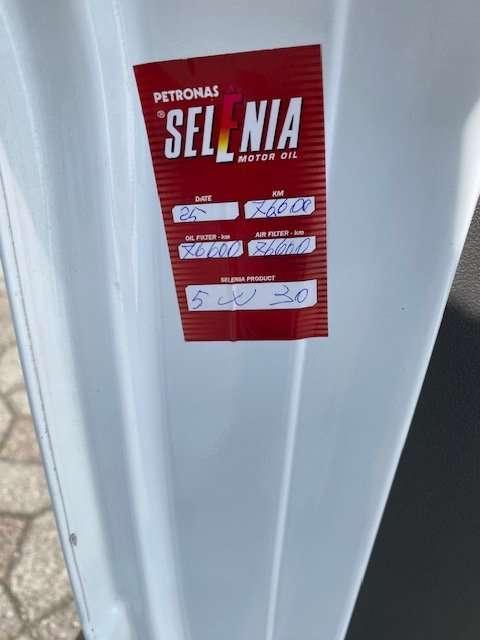 PETRONAS
® SELENIA
MOTOR OIL
DATE KM
25 76600
OIL FILTER - km AIR FILTER - km
76600 76600
SELENIA PRODUCT
5 W 30